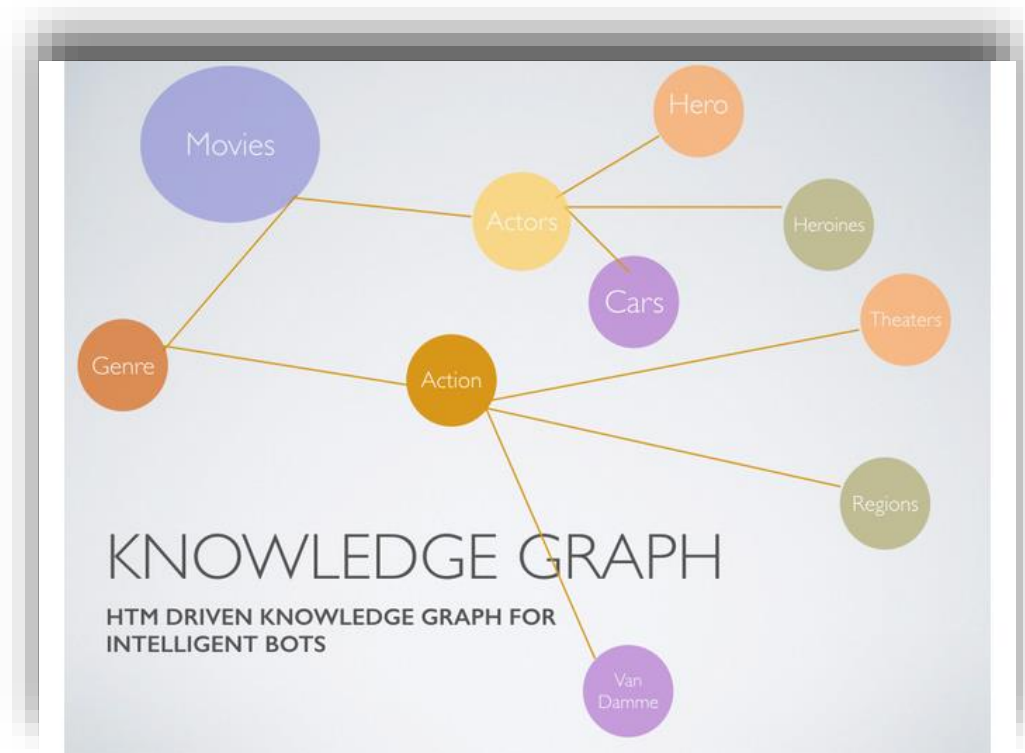 Movies
Hero
Actors
Heroines
Cars
Theaters
Genre
Action
Regions
KNOWLEDGE GRAPH
HTM DRIVEN KNOWLEDGE GRAPH FOR
INTELLIGENT BOTS
Van
Damme